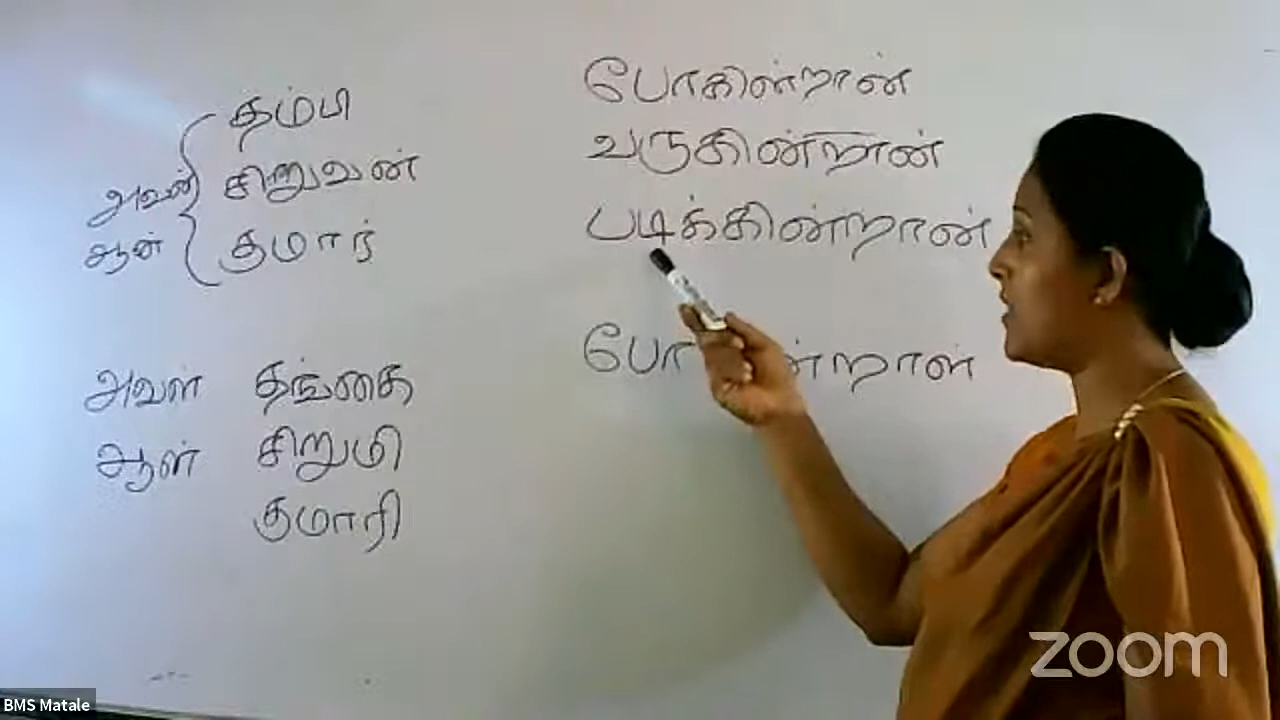 தம்பி
சிறுவன்
குமார்
அவன்
ஆன்
அவள் தங்கை
ஆள் சிறுமி
குமாரி
போகின்றான்
வருகின்றான்
படிக்கின்றான்
zoom
BMS Matale